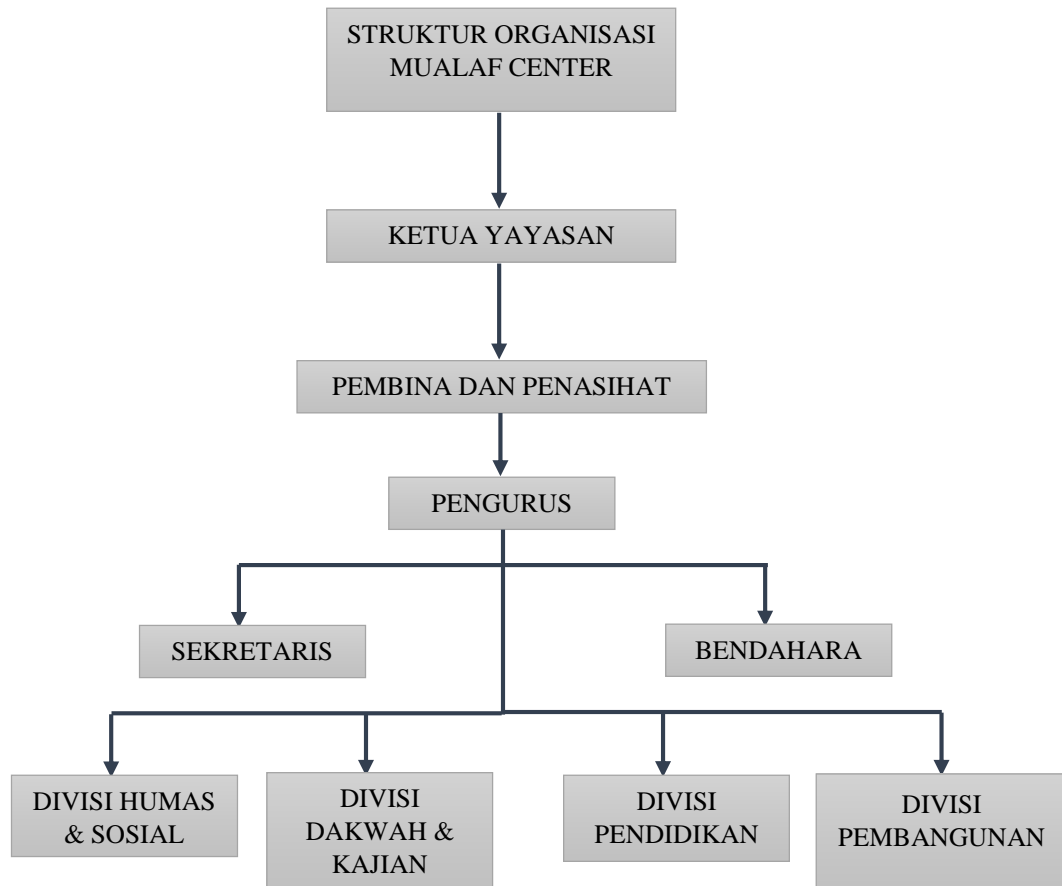 STRUKTUR ORGANISASI
MUALAF CENTER
KETUA YAYASAN
PEMBINA DAN PENASIHAT
PENGURUS
SEKRETARIS
BENDAHARA
DIVISI HUMAS
& SOSIAL
DIVISI
DAKWAH &
KAJIAN
DIVISI
PENDIDIKAN
DIVISI
PEMBANGUNAN